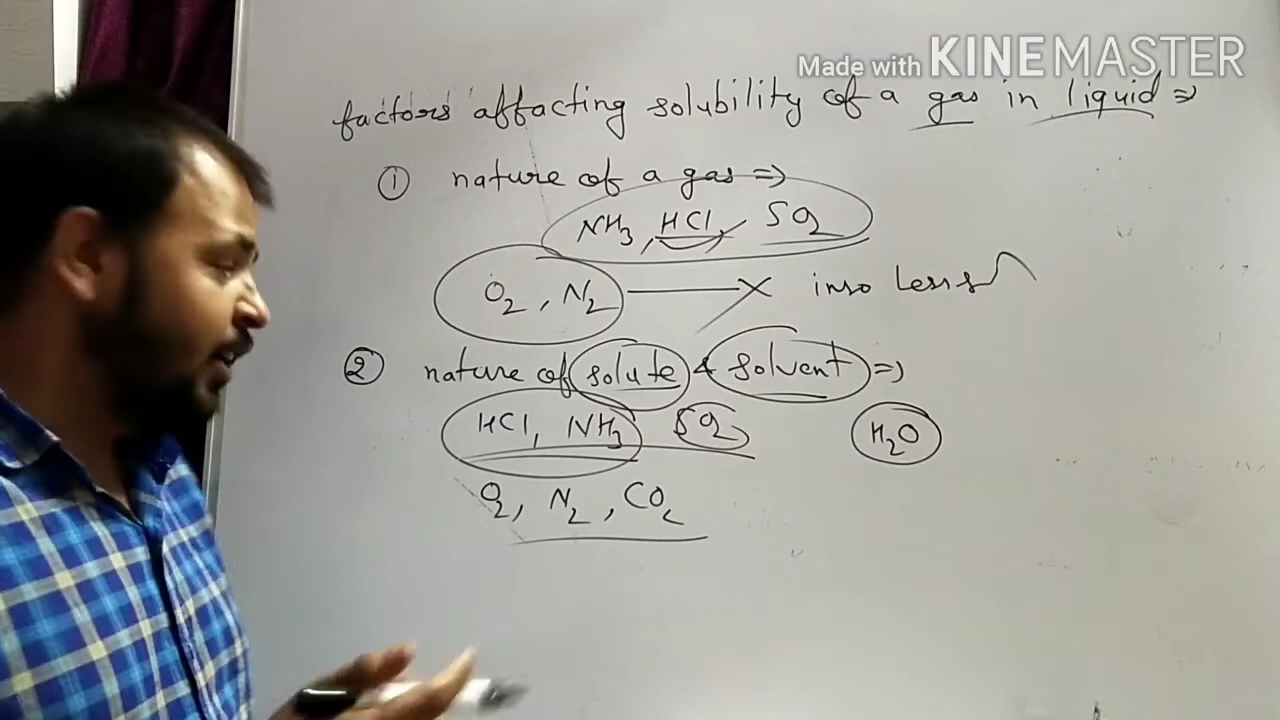 Made with KINEMASTER
factors affacting solubility of a gas in liquid ⇒
① nature of a gas ⇒
NH3, HCl, SO2
O2, N2 —× inso less
② nature of solute & solvent ⇒
HCl, NH3 SO2 H2O
O2, N2, CO2